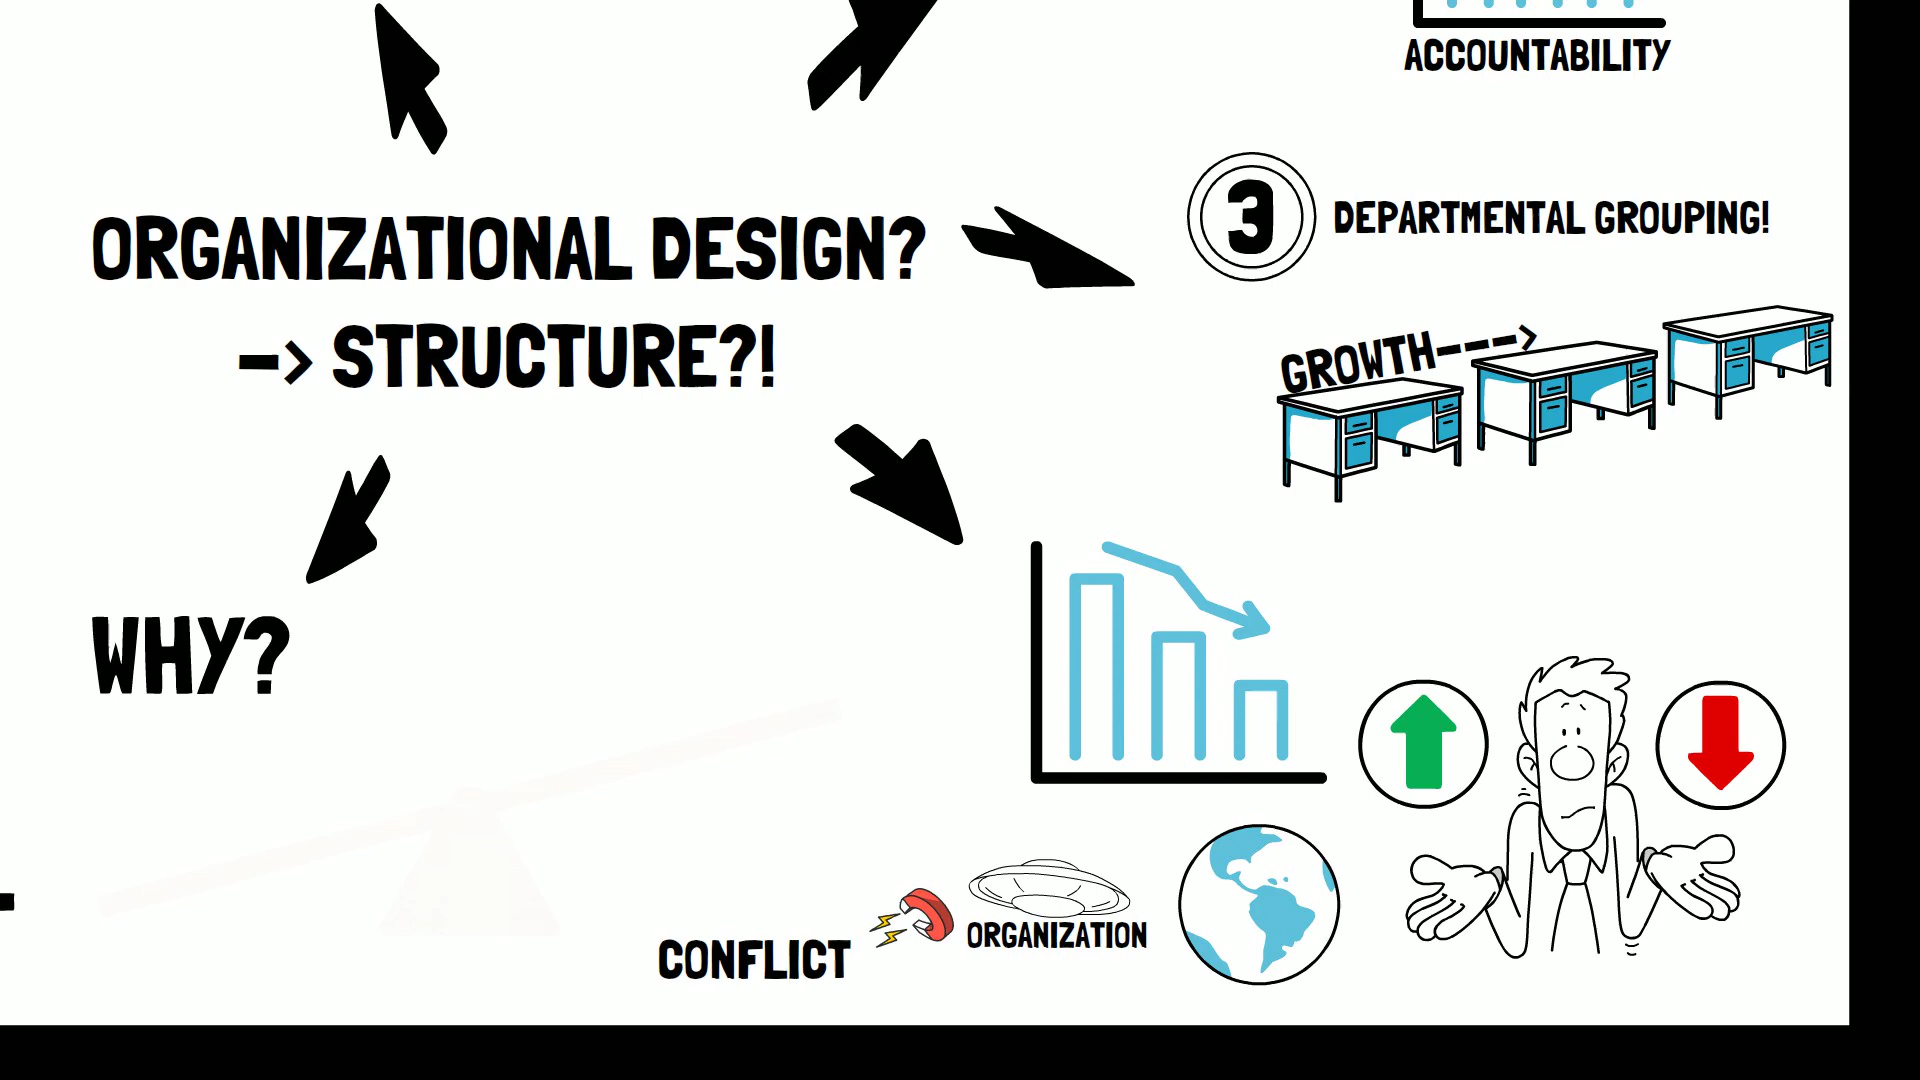 ACCOUNTABILITY
3 DEPARTMENTAL GROUPING!
ORGANIZATIONAL DESIGN?
-> STRUCTURE?!
GROWTH--->
WHY?
ORGANIZATION
CONFLICT